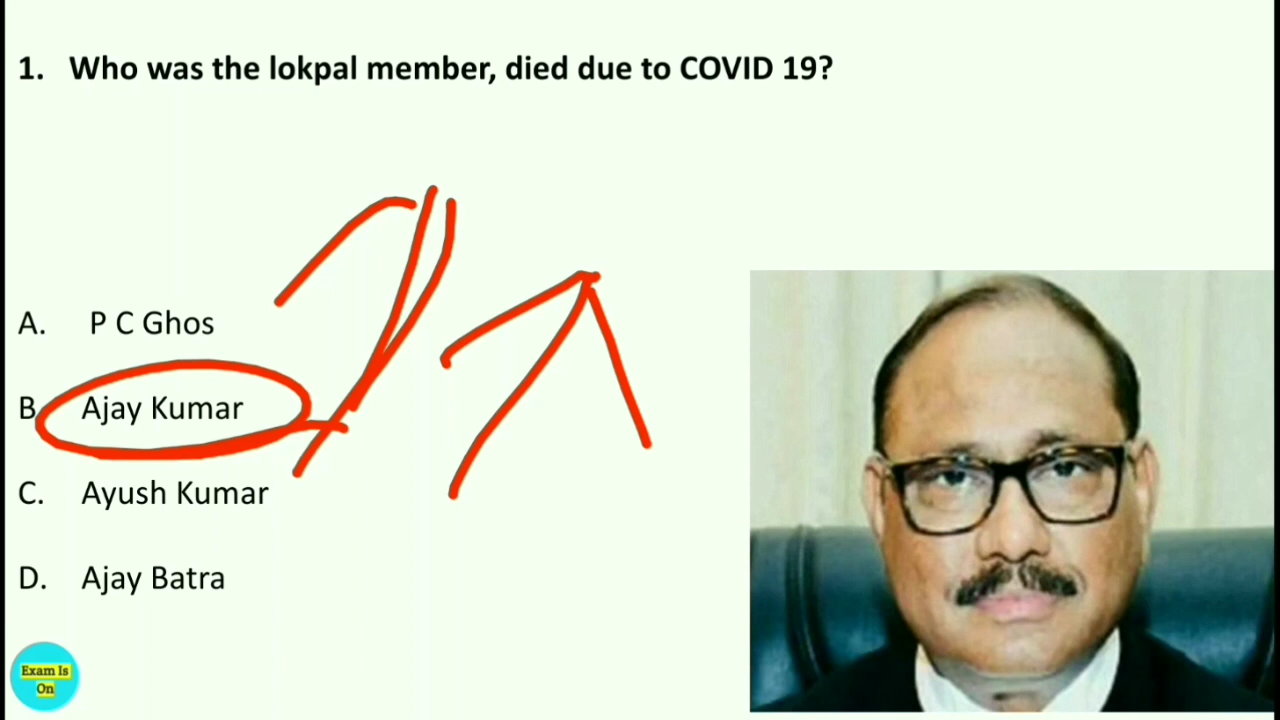 1. Who was the lokpal member, died due to COVID 19?
A. P C Ghos
B. Ajay Kumar
C. Ayush Kumar
D. Ajay Batra
Exam Is
On